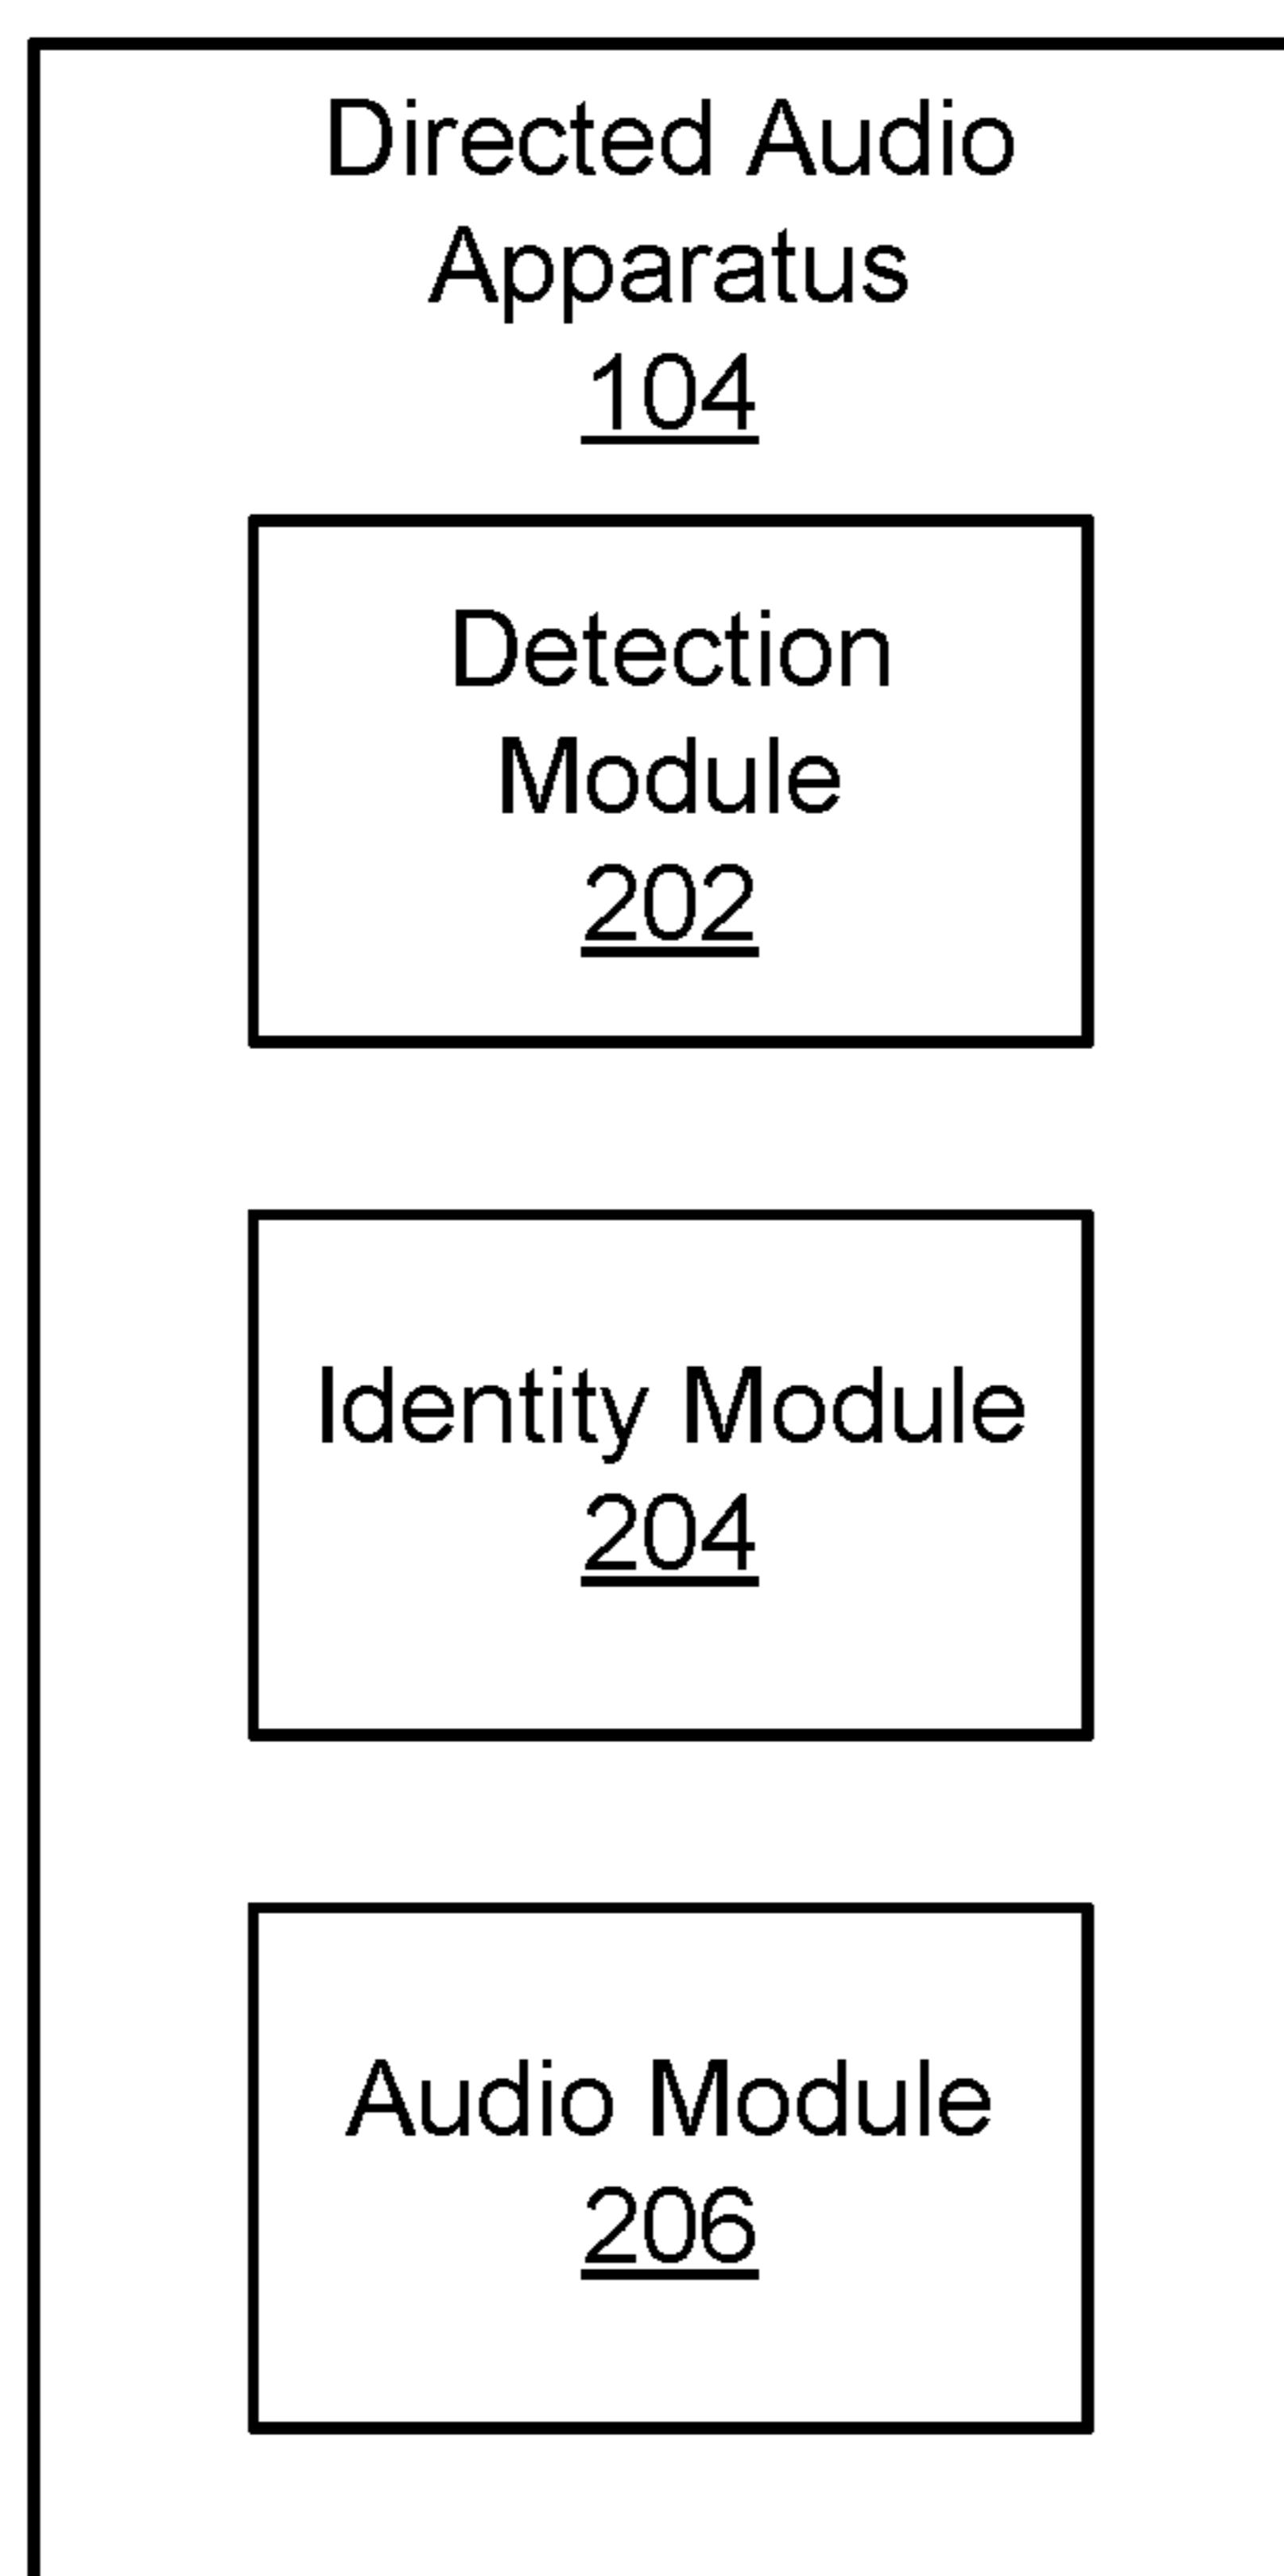 Directed Audio
Apparatus
104
Detection
Module
202
Identity Module
204
Audio Module
206